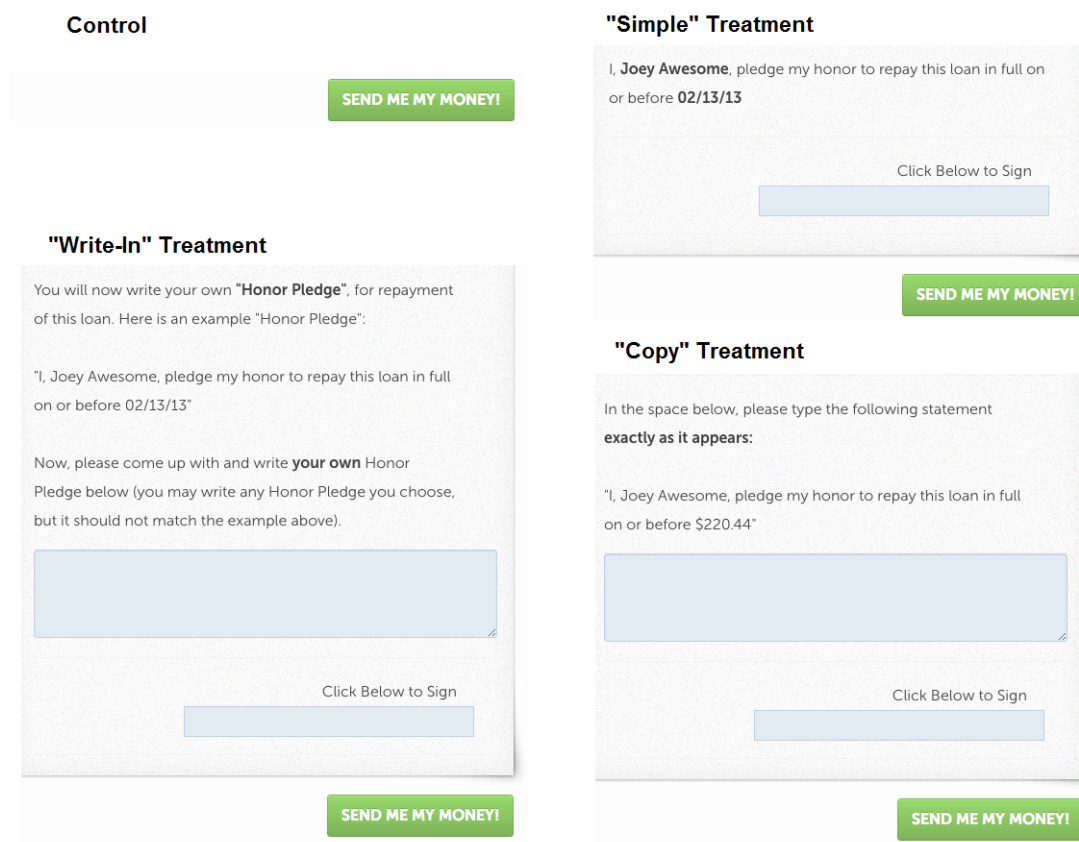 Control
SEND ME MY MONEY!
"Write-In" Treatment
You will now write your own "Honor Pledge", for repayment
of this loan. Here is an example "Honor Pledge":
"I, Joey Awesome, pledge my honor to repay this loan in full
on or before 02/13/13"
Now, please come up with and write your own Honor
Pledge below (you may write any Honor Pledge you choose,
but it should not match the example above).
Click Below to Sign
SEND ME MY MONEY!
"Simple" Treatment
I, Joey Awesome, pledge my honor to repay this loan in full on
or before 02/13/13
Click Below to Sign
SEND ME MY MONEY!
"Copy" Treatment
In the space below, please type the following statement
exactly as it appears:
"I, Joey Awesome, pledge my honor to repay this loan in full
on or before $220.44"
Click Below to Sign
SEND ME MY MONEY!